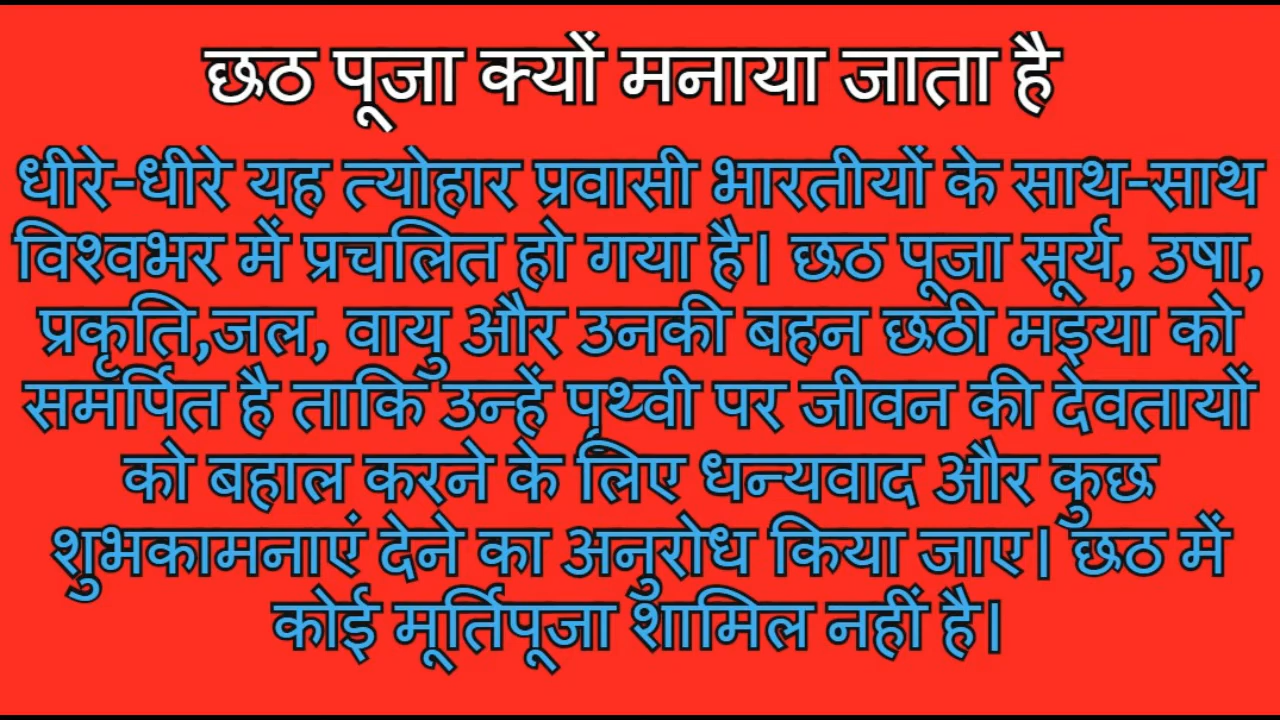 छठ पूजा क्यों मनाया जाता है
धीरे-धीरे यह त्योहार प्रवासी भारतीयों के साथ-साथ
विश्वभर में प्रचलित हो गया है। छठ पूजा सूर्य, उषा,
प्रकृति,जल, वायु और उनकी बहन छठी मइया को
समर्पित है ताकि उन्हें पृथ्वी पर जीवन की देवतायों
को बहाल करने के लिए धन्यवाद और कुछ
शुभकामनाएं देने का अनुरोध किया जाए। छठ में
कोई मूर्तिपूजा शामिल नहीं है।